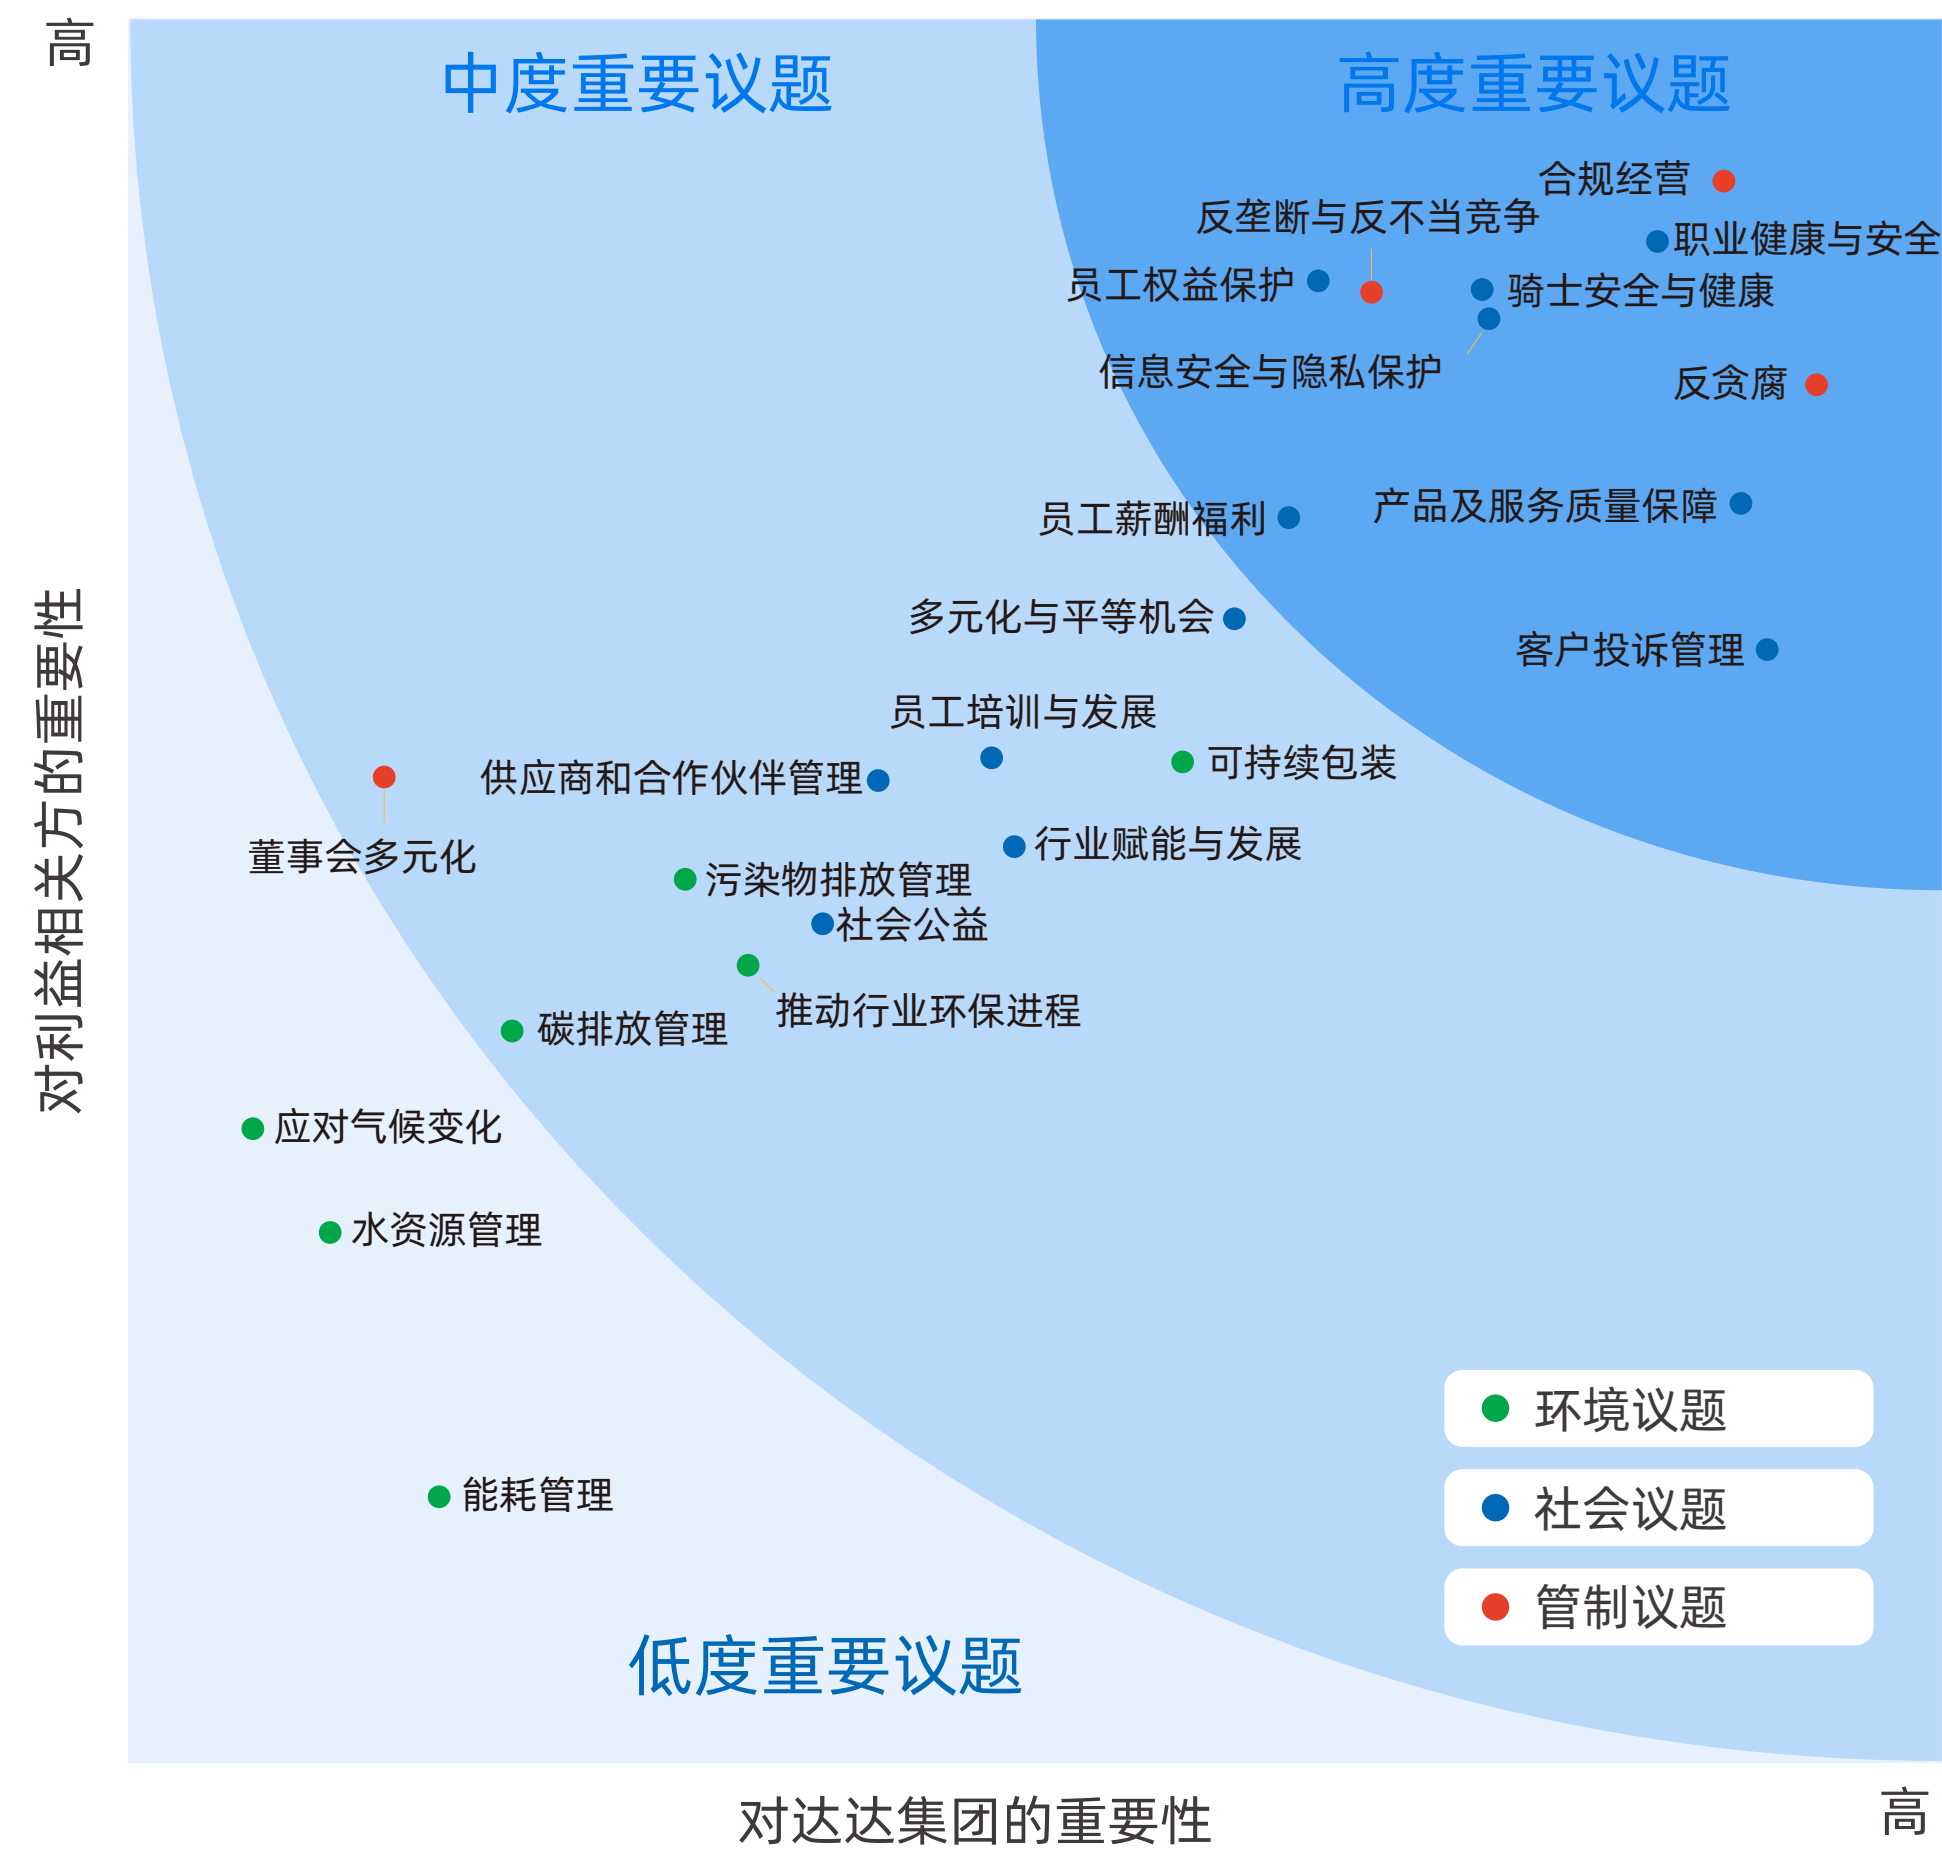 高
中度重要议题
高度重要议题
合规经营
反垄断与反不当竞争
职业健康与安全
员工权益保护
骑士安全与健康
信息安全与隐私保护
反贪腐
员工薪酬福利
产品及服务质量保障
多元化与平等机会
客户投诉管理
员工培训与发展
供应商和合作伙伴管理
可持续包装
董事会多元化
行业赋能与发展
污染物排放管理
社会公益
推动行业环保进程
碳排放管理
应对气候变化
水资源管理
能耗管理
对利益相关方的重要性
环境议题
社会议题
管制议题
低度重要议题
对达达集团的重要性
高